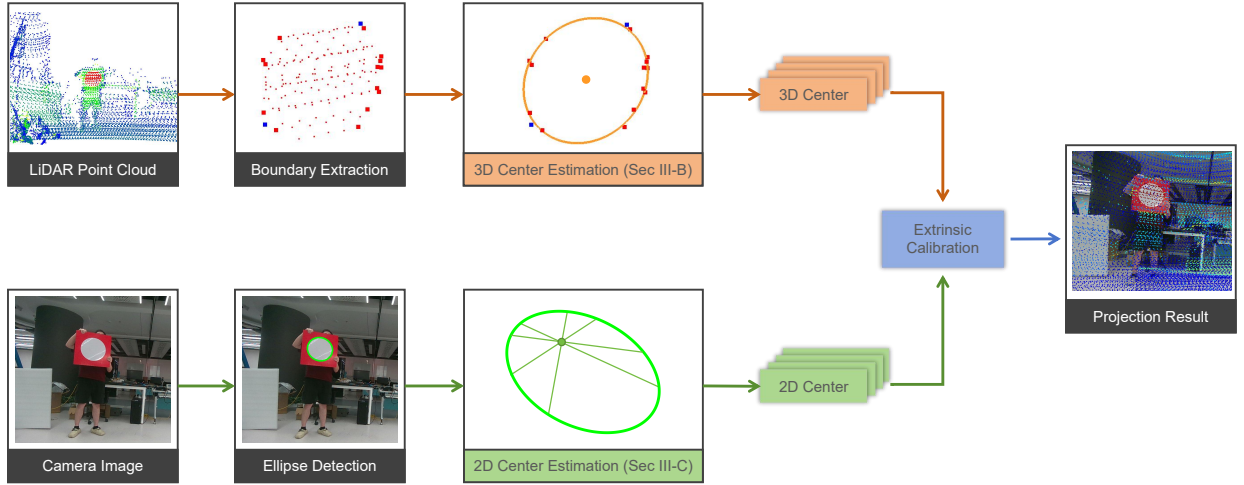 LiDAR Point Cloud
Boundary Extraction
3D Center Estimation (Sec III-B)
3D Center
Extrinsic
Calibration
Projection Result
Camera Image
Ellipse Detection
2D Center Estimation (Sec III-C)
2D Center